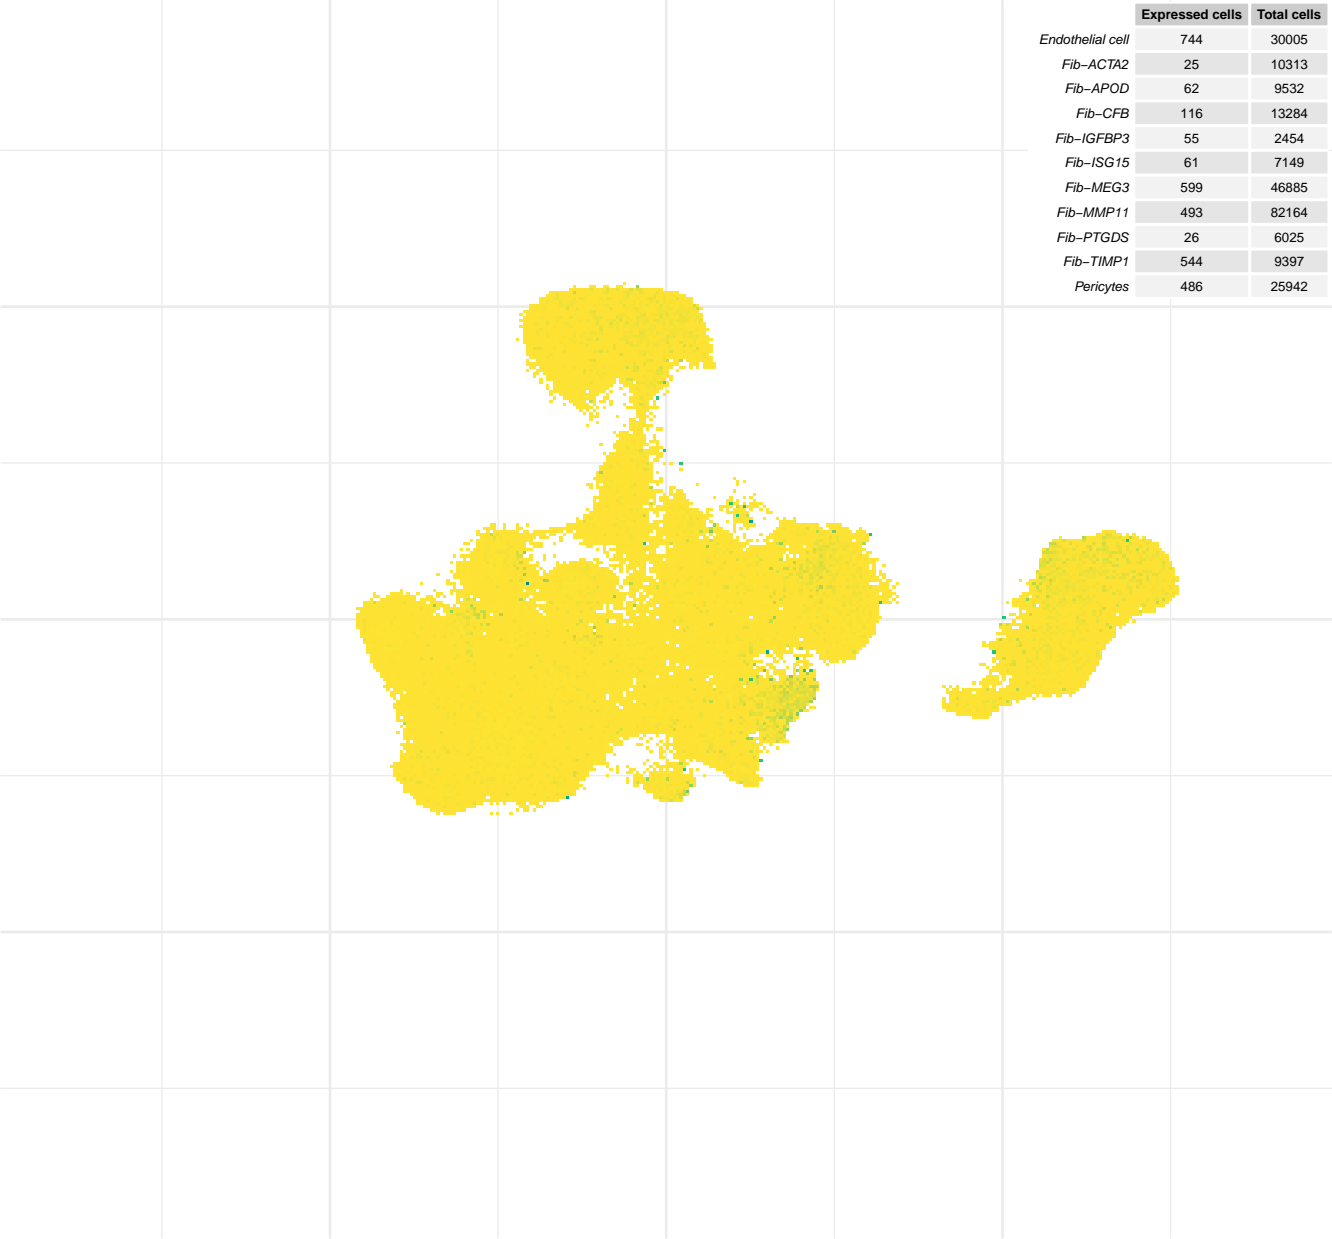 Expressed cells Total cells
Endothelial cell 744 30005
Fib−ACTA2 25 10313
Fib−APOD 62 9532
Fib−CFB 116 13284
Fib−IGFBP3 55 2454
Fib−ISG15 61 7149
Fib−MEG3 599 46885
Fib−MMP11 493 82164
Fib−PTGDS 26 6025
Fib−TIMP1 544 9397
Pericytes 486 25942